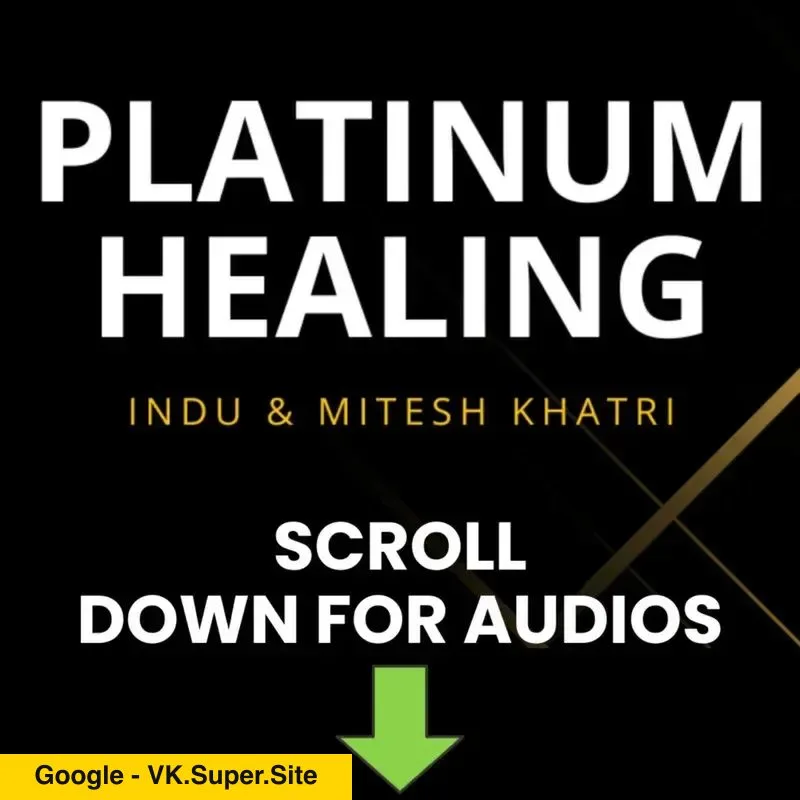 PLATINUM
HEALING
INDU & MITESH KHATRI
SCROLL
DOWN FOR AUDIOS
Google - VK.Super.Site